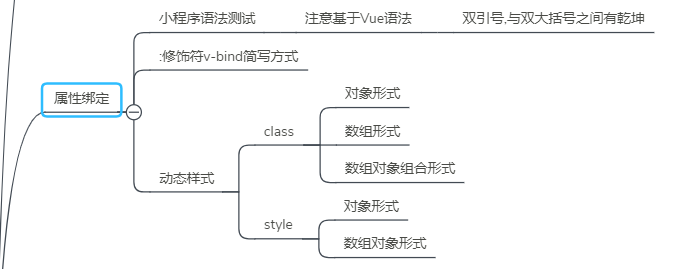 小程序语法测试
注意基于Vue语法
双引号,与双大括号之间有乾坤
:修饰符v-bind简写方式
属性绑定
动态样式
class
对象形式
数组形式
数组对象组合形式
style
对象形式
数组对象形式